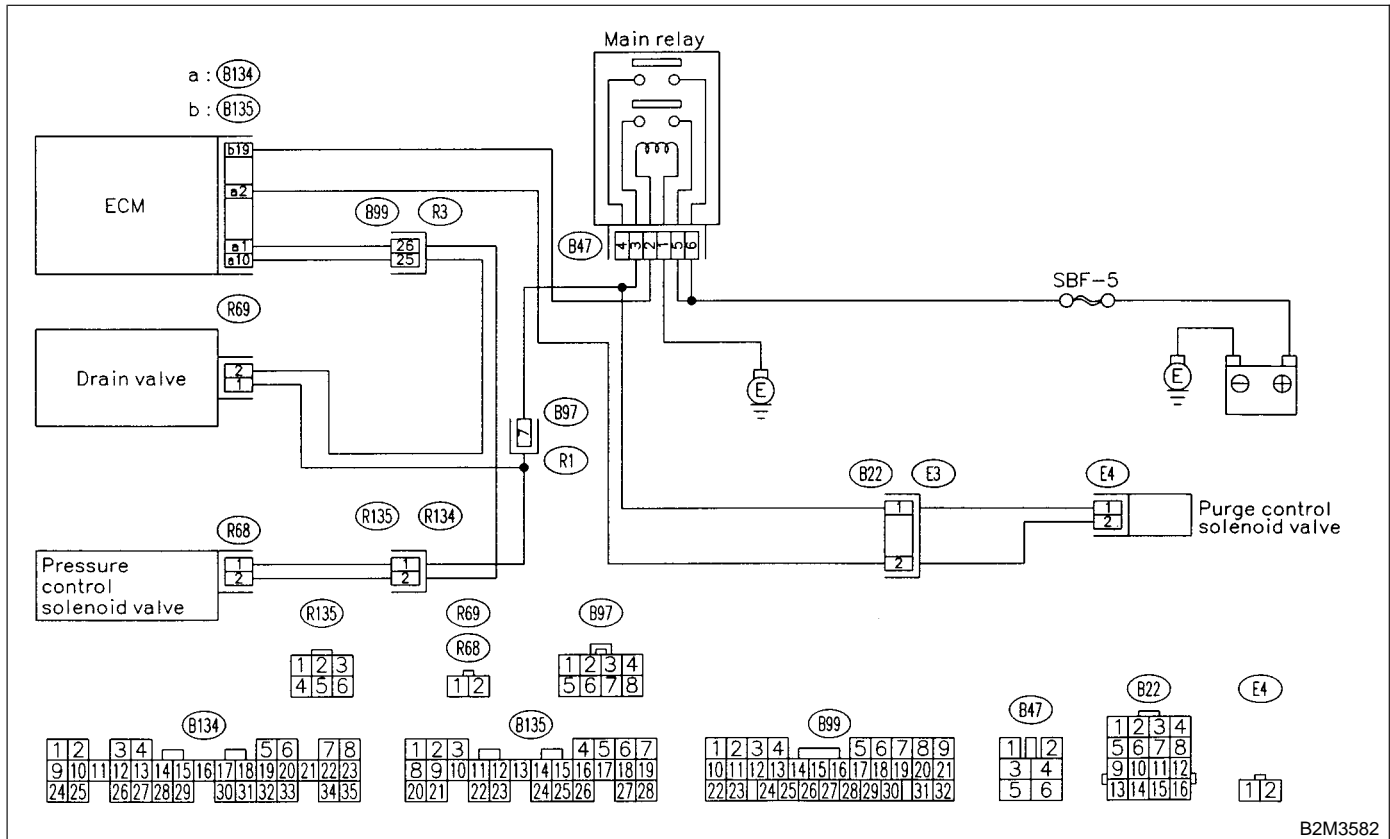 Main relay
a : B134
b : B135
b19
a2
ECM
B99 R3
a1
a10
26
25
B47
4 3 2 1 5 6
SBF-5
R69
E
E
− +
Drain valve
2
1
7
B97
R1
B22 E3 E4
1
2
1
2
Purge control
solenoid valve
R68
R135 R134
Pressure
control
solenoid valve
1
2
1
2
R135
1 2 3
4 5 6
R69
R68
1 2
B97
1 2 3 4
5 6 7 8
B134
1 2 3 4 5 6 7 8
9 10 11 12 13 14 15 16 17 18 19 20 21 22 23
24 25 26 27 28 29 30 31 32 33 34 35
B135
1 2 3 4 5 6 7
8 9 10 11 12 13 14 15 16 17 18 19
20 21 22 23 24 25 26 27 28
B99
1 2 3 4 5 6 7 8 9
10 11 12 13 14 15 16 17 18 19 20 21
22 23 24 25 26 27 28 29 30 31 32
B47
1 2
3 4
5 6
B22
1 2 3 4
5 6 7 8
9 10 11 12
13 14 15 16
E4
1 2
B2M3582